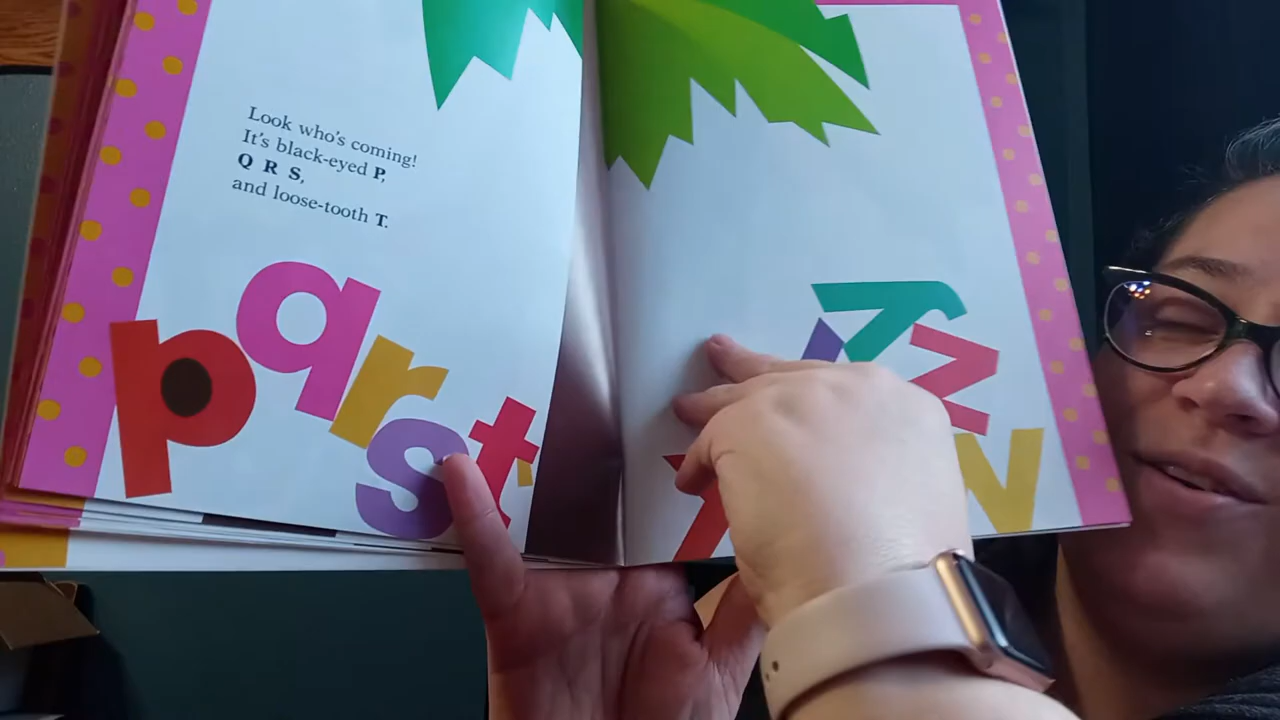 Look who's coming!
It's black-eyed P,
Q R S,
and loose-tooth T.
p q r s t